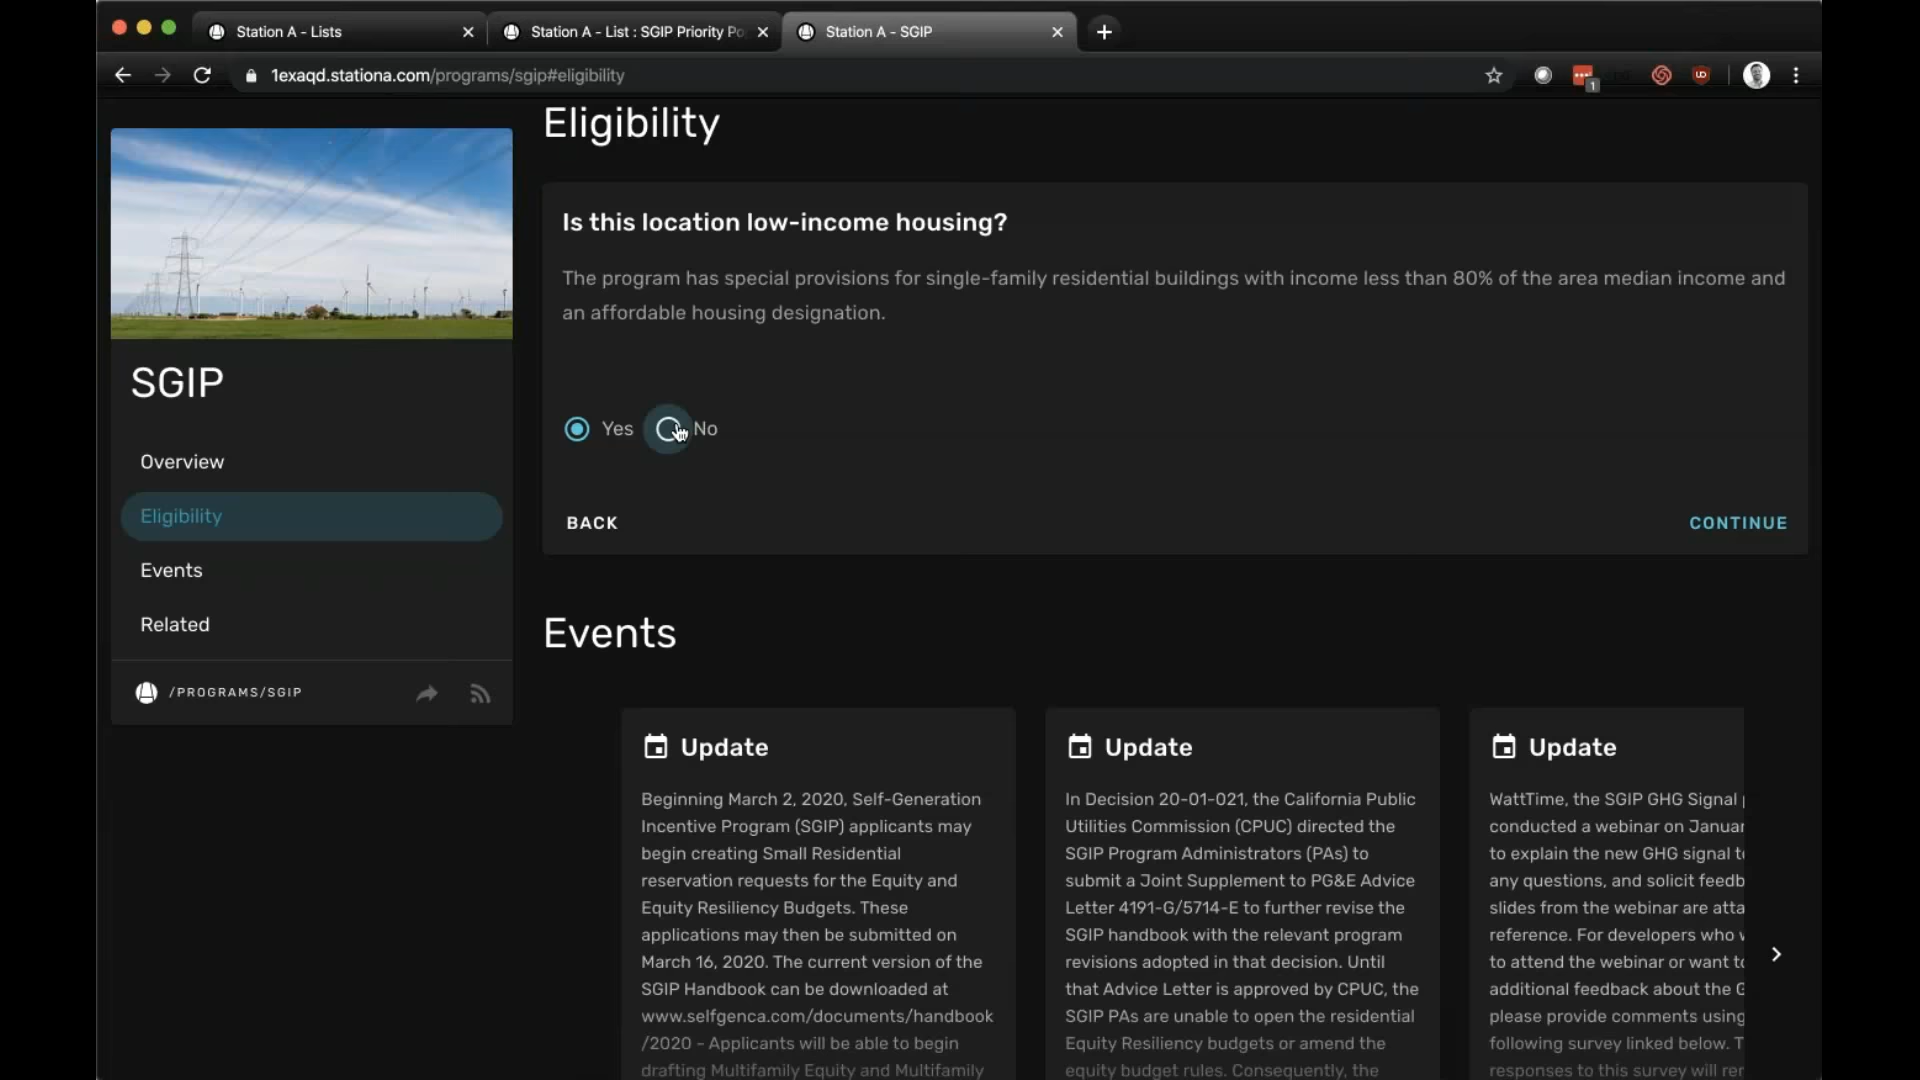 Station A - Lists
Station A - List : SGIP Priority Po
Station A - SGIP
1exaqd.stationa.com/programs/sgip#eligibility
1
Eligibility
Is this location low-income housing?
The program has special provisions for single-family residential buildings with income less than 80% of the area median income and
an affordable housing designation.
Yes
No
BACK
CONTINUE
SGIP
Overview
Eligibility
Events
Related
/PROGRAMS/SGIP
Events
Update
Beginning March 2, 2020, Self-Generation
Incentive Program (SGIP) applicants may
begin creating Small Residential
reservation requests for the Equity and
Equity Resiliency Budgets. These
applications may then be submitted on
March 16, 2020. The current version of the
SGIP Handbook can be downloaded at
www.selfgenca.com/documents/handbook
/2020 - Applicants will be able to begin
drafting Multifamily Equity and Multifamily
Update
In Decision 20-01-021, the California Public
Utilities Commission (CPUC) directed the
SGIP Program Administrators (PAs) to
submit a Joint Supplement to PG&E Advice
Letter 4191-G/5714-E to further revise the
SGIP handbook with the relevant program
revisions adopted in that decision. Until
that Advice Letter is approved by CPUC, the
SGIP PAs are unable to open the residential
Equity Resiliency budgets or amend the
equity budget rules. Consequently, the
Update
WattTime, the SGIP GHG Signal
conducted a webinar on Januar
to explain the new GHG signal t
any questions, and solicit feedb
slides from the webinar are atta
reference. For developers who
to attend the webinar or want to
additional feedback about the G
please provide comments using
following survey linked below. T
responses to this survey will rer